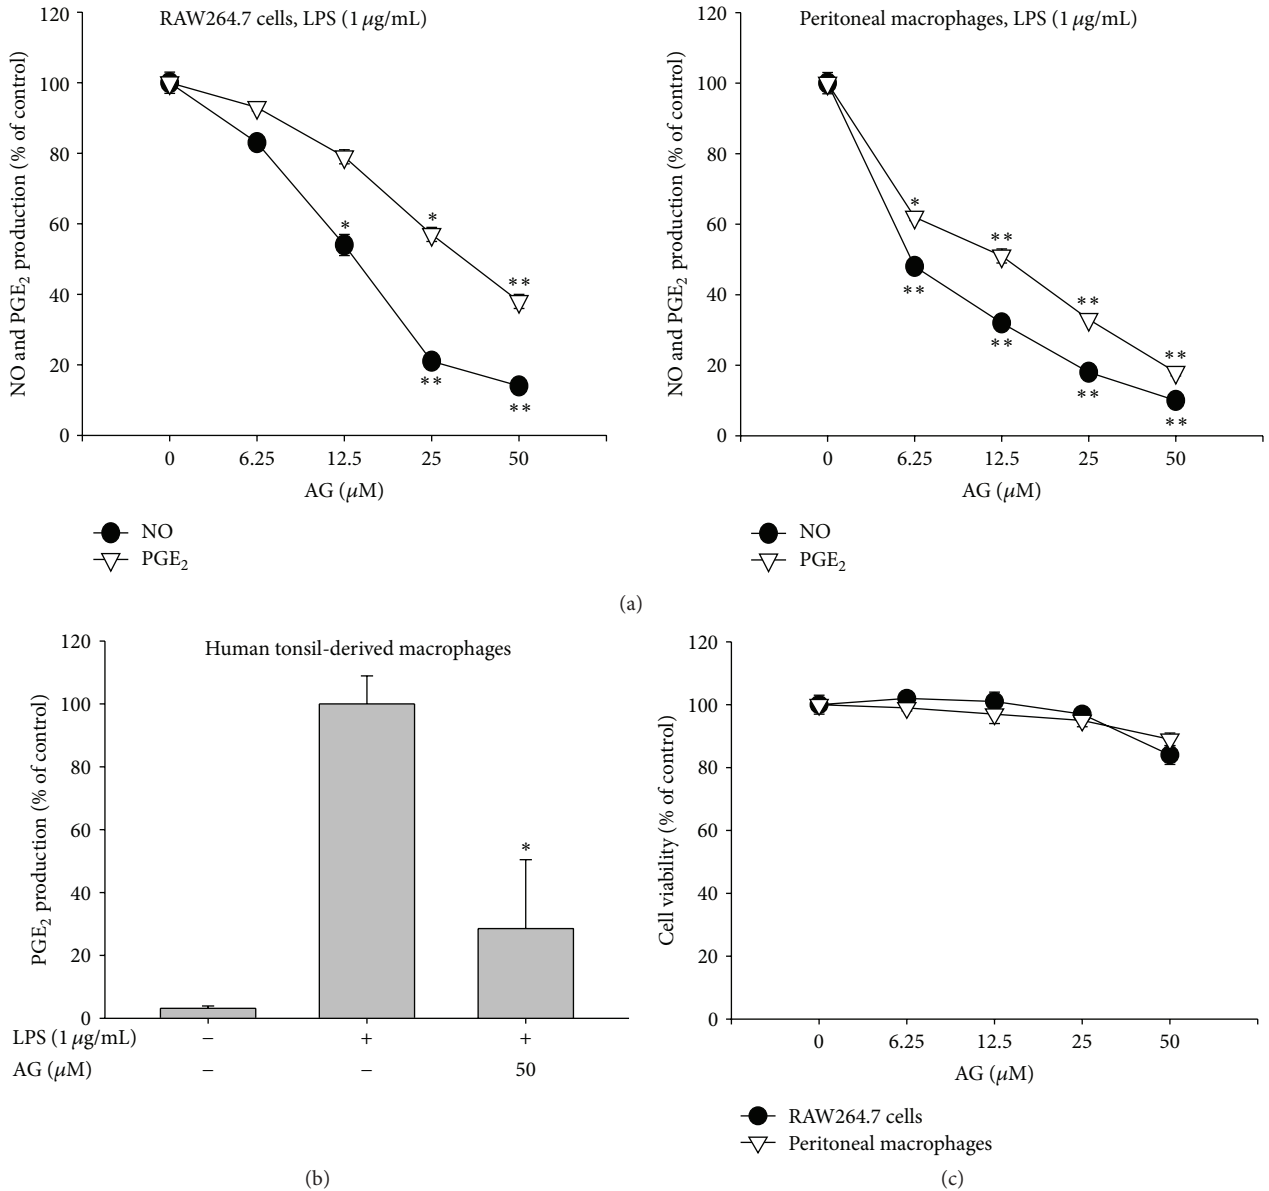 RAW264.7 cells, LPS (1 μg/mL)
NO and PGE₂ production (% of control)
120
100
80
60
40
20
0
*
*
**
**
**
0 6.25 12.5 25 50
AG (μM)
NO
PGE₂
Peritoneal macrophages, LPS (1 μg/mL)
NO and PGE₂ production (% of control)
120
100
80
60
40
20
0
*
**
**
**
**
**
**
**
0 6.25 12.5 25 50
AG (μM)
NO
PGE₂
(a)
Human tonsil-derived macrophages
PGE₂ production (% of control)
120
100
80
60
40
20
0
*
LPS (1 μg/mL) − + +
AG (μM) − − 50
(b)
Cell viability (% of control)
120
100
80
60
40
20
0
0 6.25 12.5 25 50
AG (μM)
RAW264.7 cells
Peritoneal macrophages
(c)